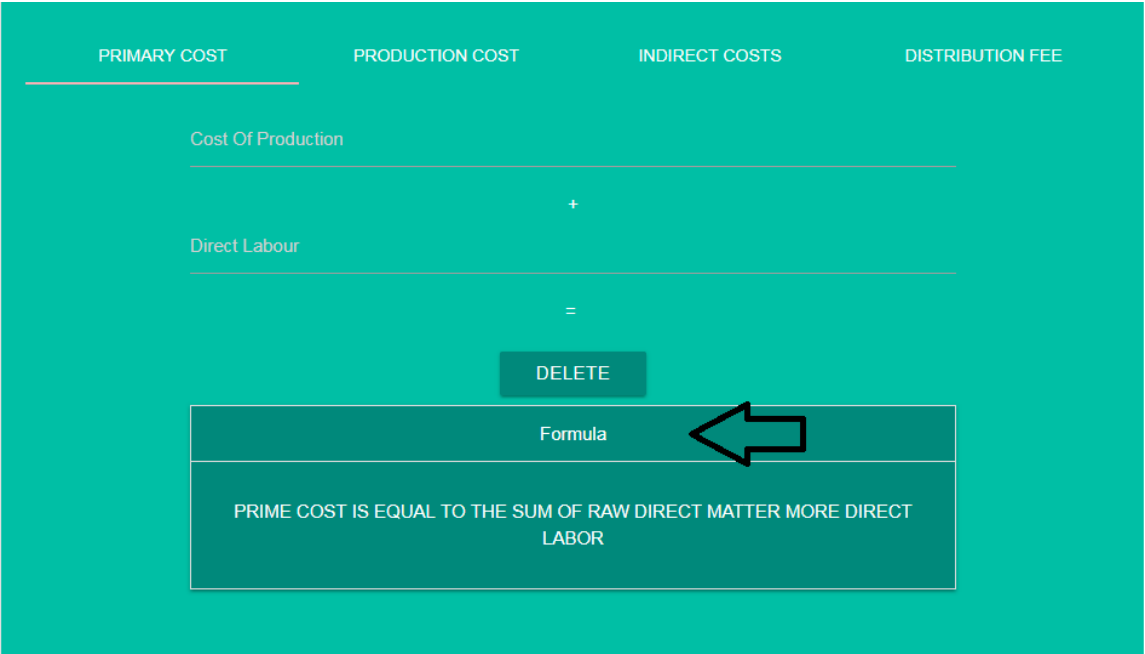 PRIMARY COST PRODUCTION COST INDIRECT COSTS DISTRIBUTION FEE
Cost Of Production
+
Direct Labour
=
DELETE
Formula
PRIME COST IS EQUAL TO THE SUM OF RAW DIRECT MATTER MORE DIRECT
LABOR